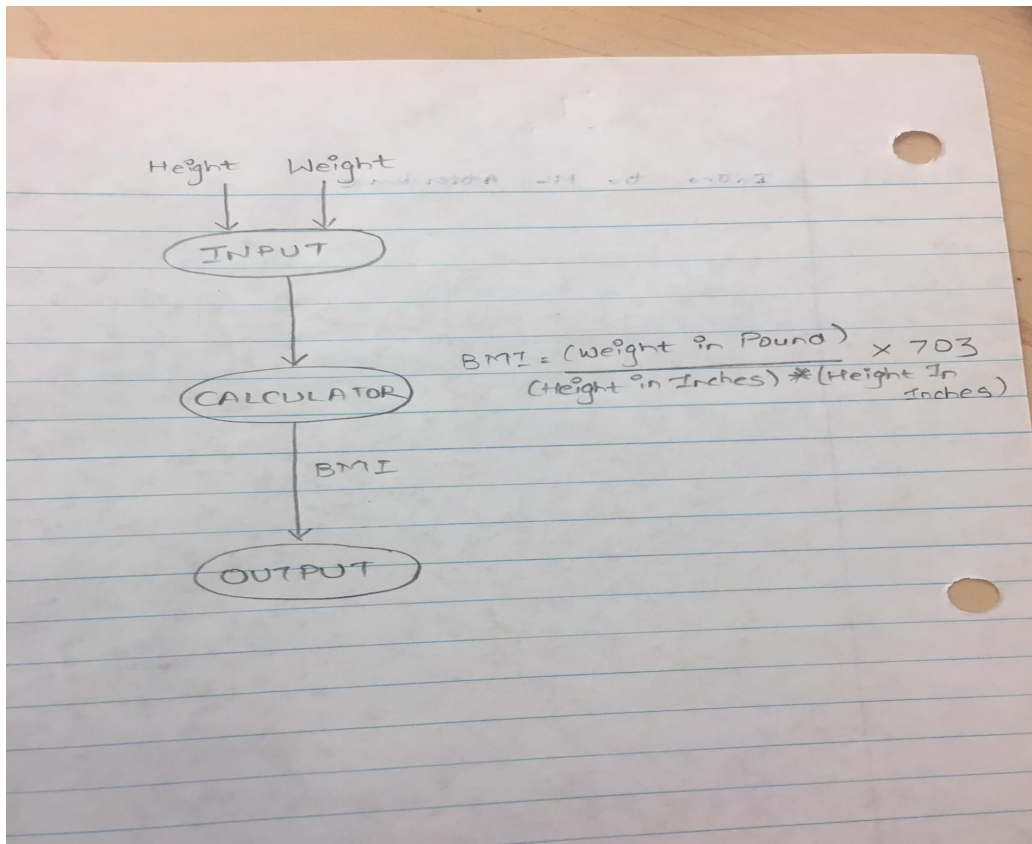 Height Weight
INPUT
BMI = (Weight in Pound) × 703
(Height in Inches) * (Height In
Inches)
CALCULATOR
BMI
OUTPUT